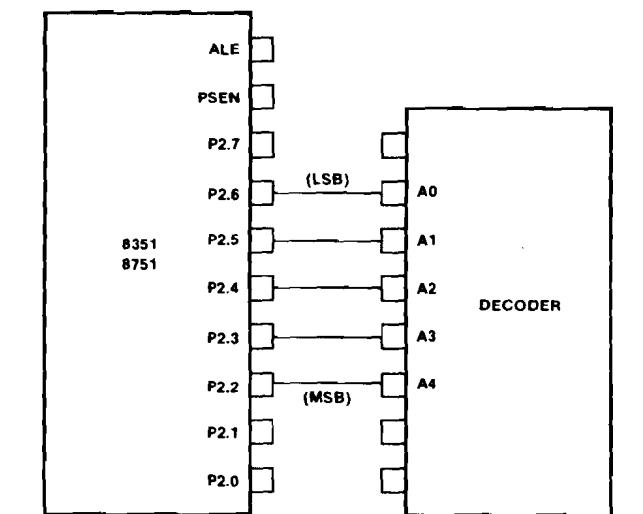 ALE
PSEN
P2.7
P2.6
(LSB)
A0
P2.5
A1
8351
8751
P2.4
A2
DECODER
P2.3
A3
P2.2
A4
(MSB)
P2.1
P2.0